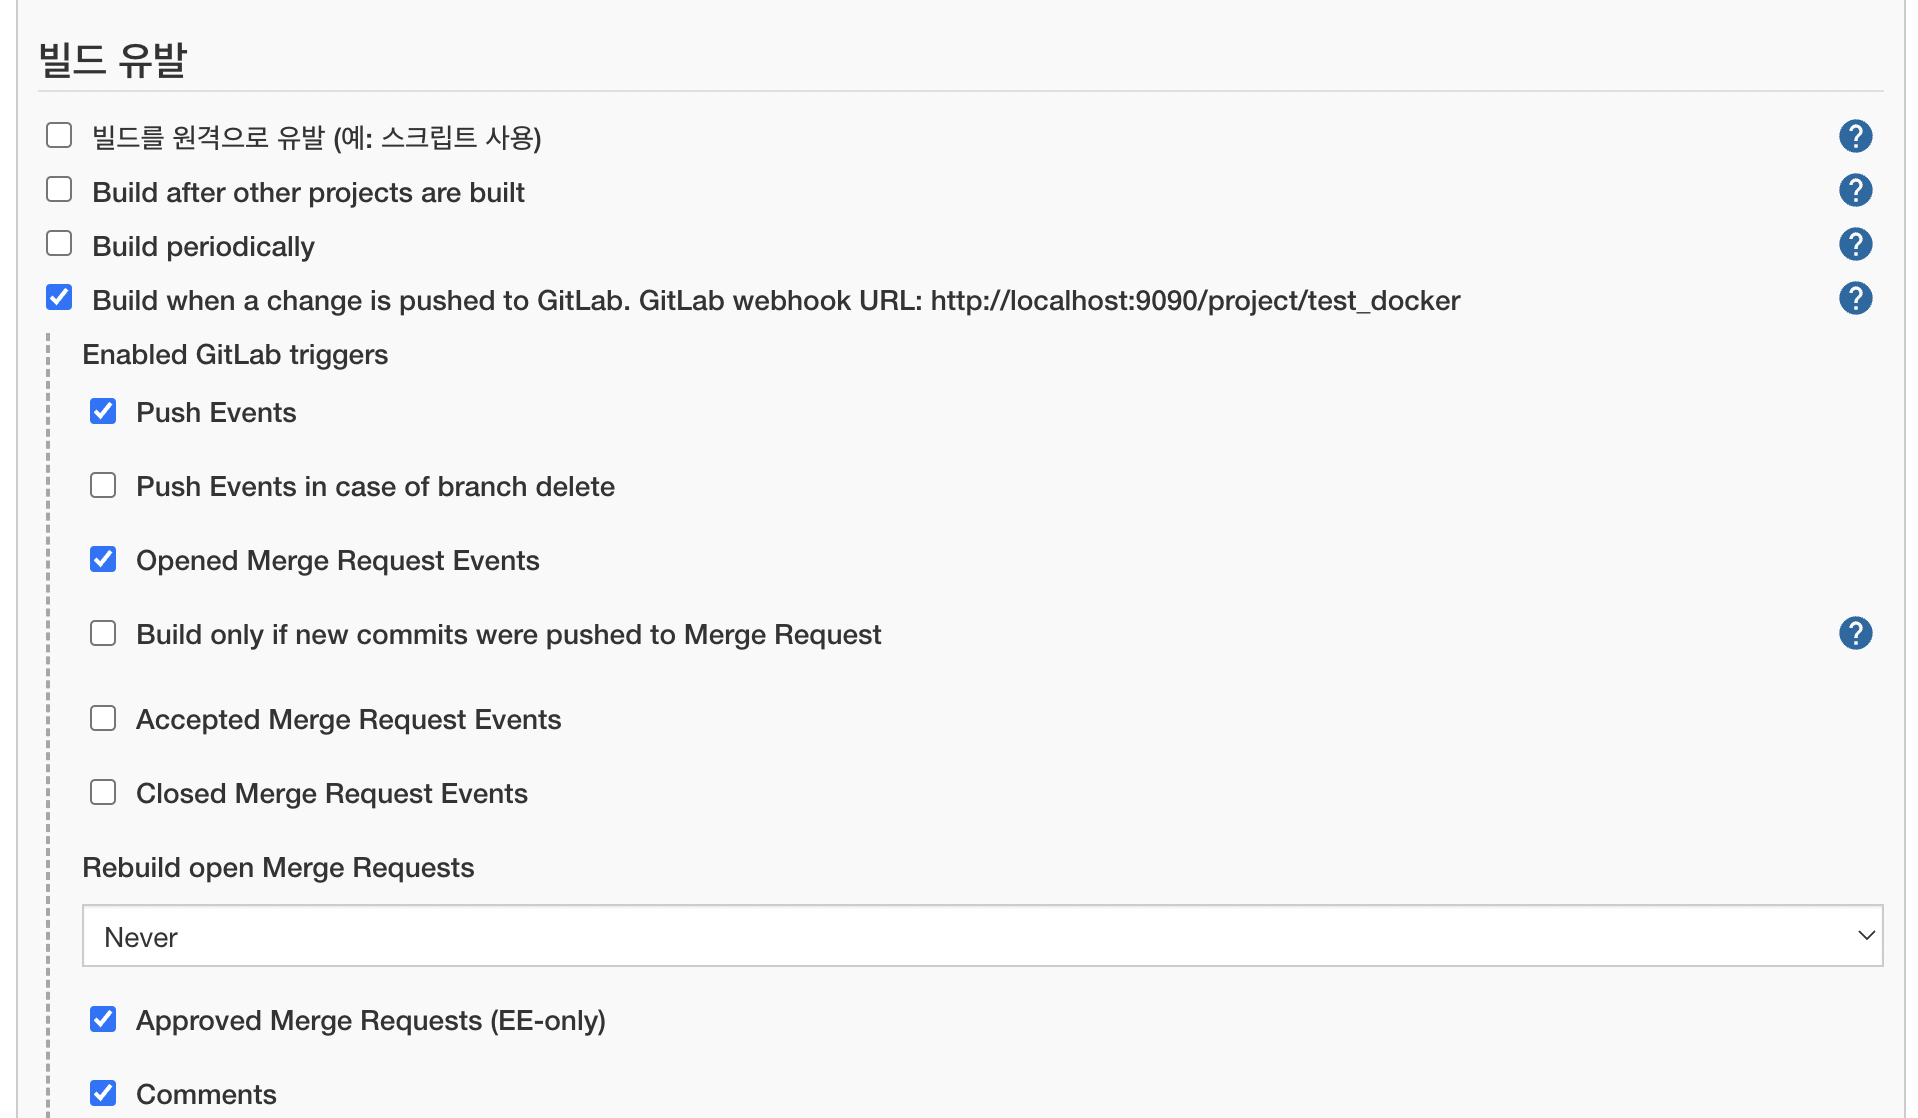 빌드 유발
빌드를 원격으로 유발 (예: 스크립트 사용)
?
Build after other projects are built
?
Build periodically
?
Build when a change is pushed to GitLab. GitLab webhook URL: http://localhost:9090/project/test_docker
?
Enabled GitLab triggers
Push Events
Push Events in case of branch delete
Opened Merge Request Events
Build only if new commits were pushed to Merge Request
?
Accepted Merge Request Events
Closed Merge Request Events
Rebuild open Merge Requests
Never
Approved Merge Requests (EE-only)
Comments